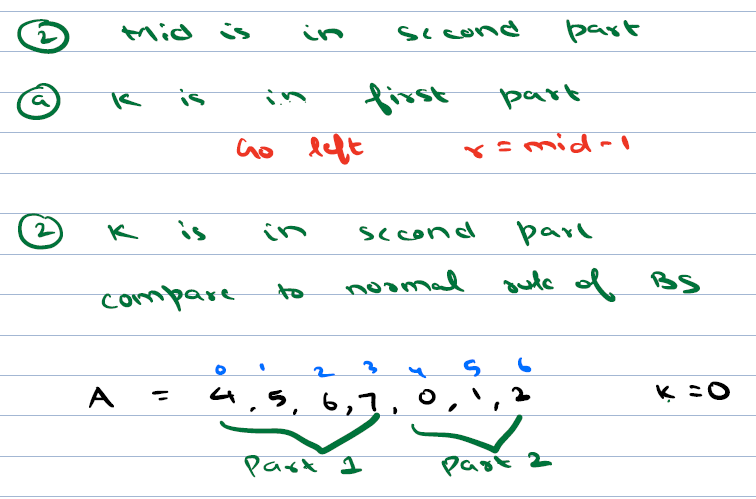 ② Mid is in second part
ⓐ K is in first part
Go left r = mid - 1
② K is in second part
compare to normal rule of BS
0 1 2 3 4 5 6
A = 4, 5, 6, 7, 0, 1, 2 K = 0
Part 1 Part 2